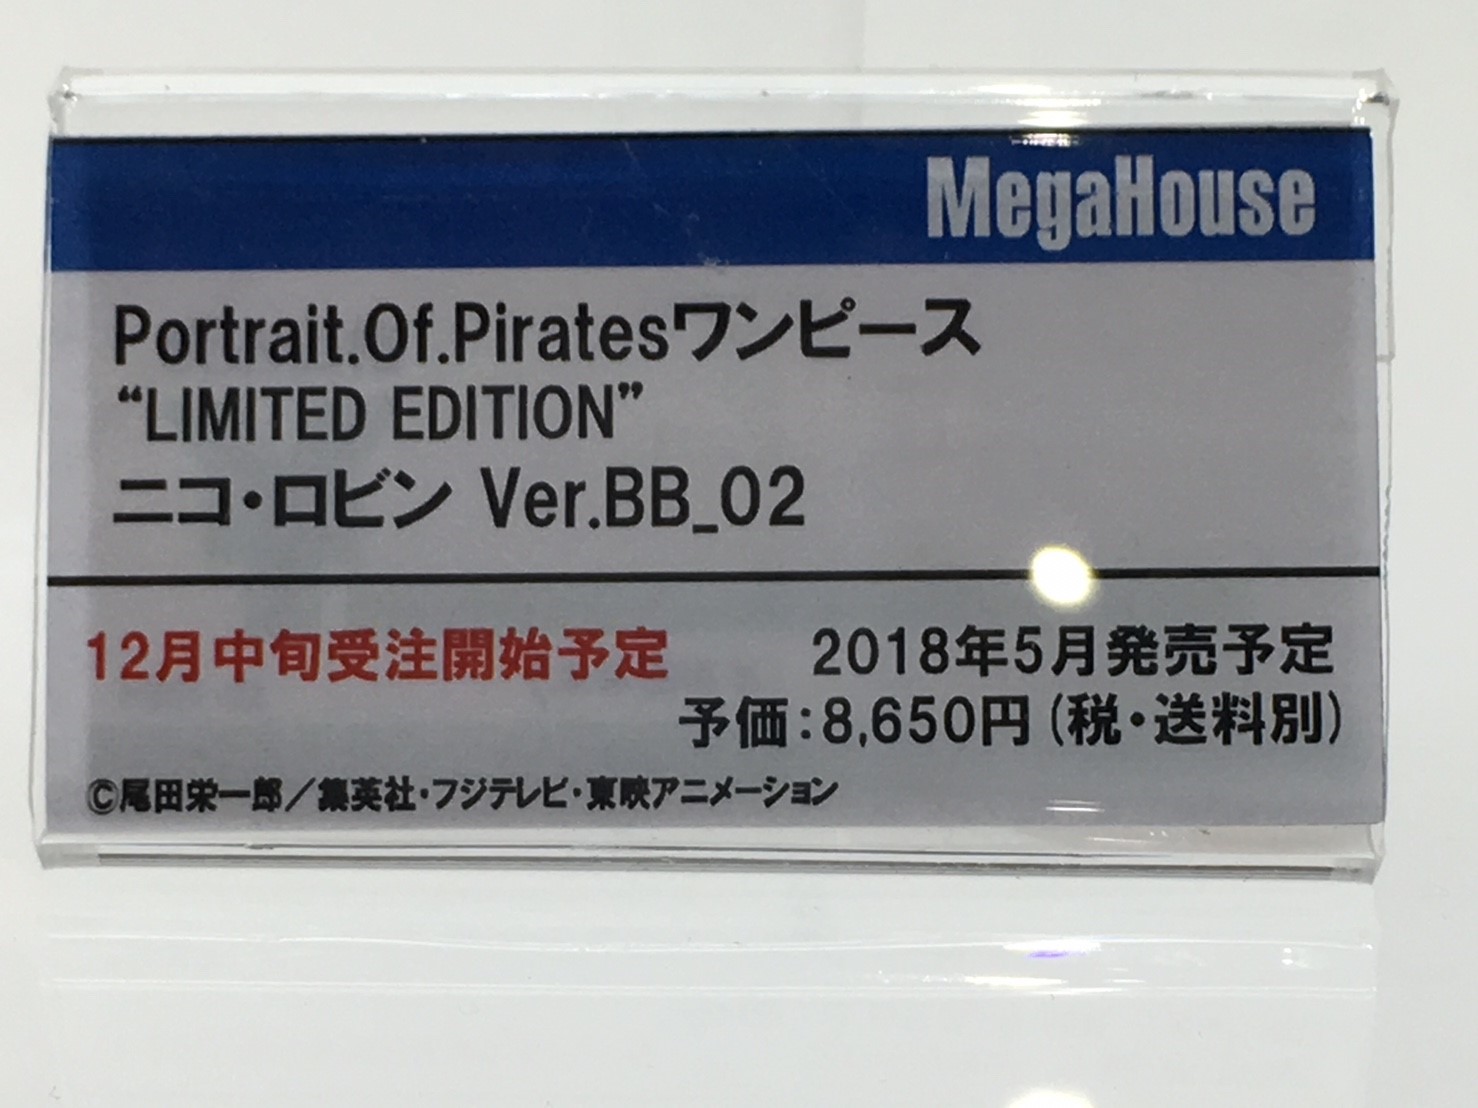 MegaHouse
Portrait.Of.Piratesワンピース
“LIMITED EDITION”
ニコ・ロビン Ver.BB_02
12月中旬受注開始予定 2018年5月発売予定
予価:8,650円(税・送料別)
©尾田栄一郎／集英社・フジテレビ・東映アニメーション